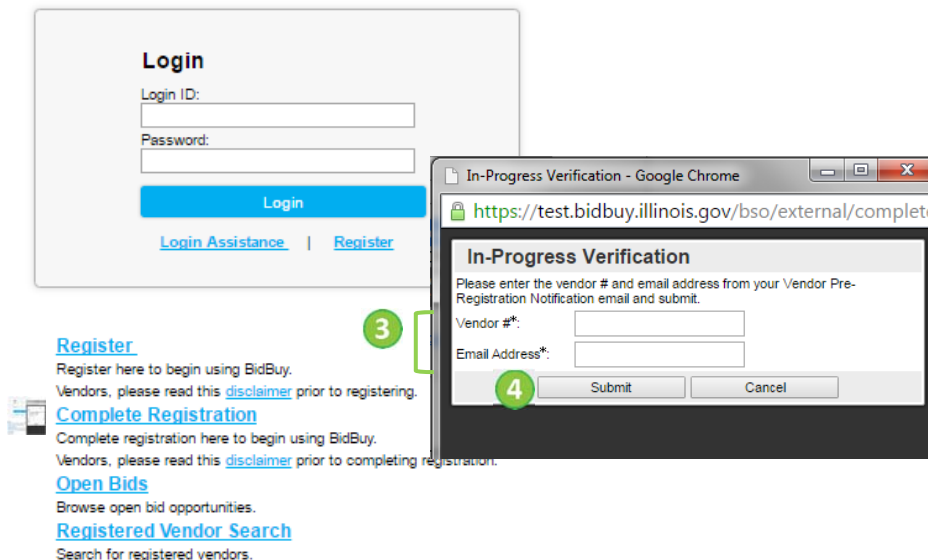 Login
Login ID:
Password:
Login
Login Assistance | Register
In-Progress Verification - Google Chrome
https://test.bidbuy.illinois.gov/bso/external/complet
In-Progress Verification
Please enter the vendor # and email address from your Vendor Pre-
Registration Notification email and submit.
3
Vendor #*:
Email Address*:
4
Submit
Cancel
Register
Register here to begin using BidBuy.
Vendors, please read this disclaimer prior to registering.
Complete Registration
Complete registration here to begin using BidBuy.
Vendors, please read this disclaimer prior to completing registration.
Open Bids
Browse open bid opportunities.
Registered Vendor Search
Search for registered vendors.